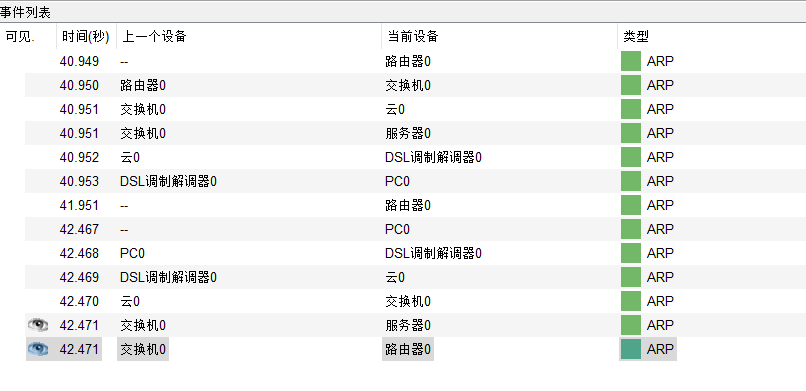 事件列表
可见. 时间(秒) 上一个设备 当前设备 类型
40.949 -- 路由器0 ARP
40.950 路由器0 交换机0 ARP
40.951 交换机0 云0 ARP
40.951 交换机0 服务器0 ARP
40.952 云0 DSL调制解调器0 ARP
40.953 DSL调制解调器0 PC0 ARP
41.951 -- 路由器0 ARP
42.467 -- PC0 ARP
42.468 PC0 DSL调制解调器0 ARP
42.469 DSL调制解调器0 云0 ARP
42.470 云0 交换机0 ARP
42.471 交换机0 服务器0 ARP
42.471 交换机0 路由器0 ARP